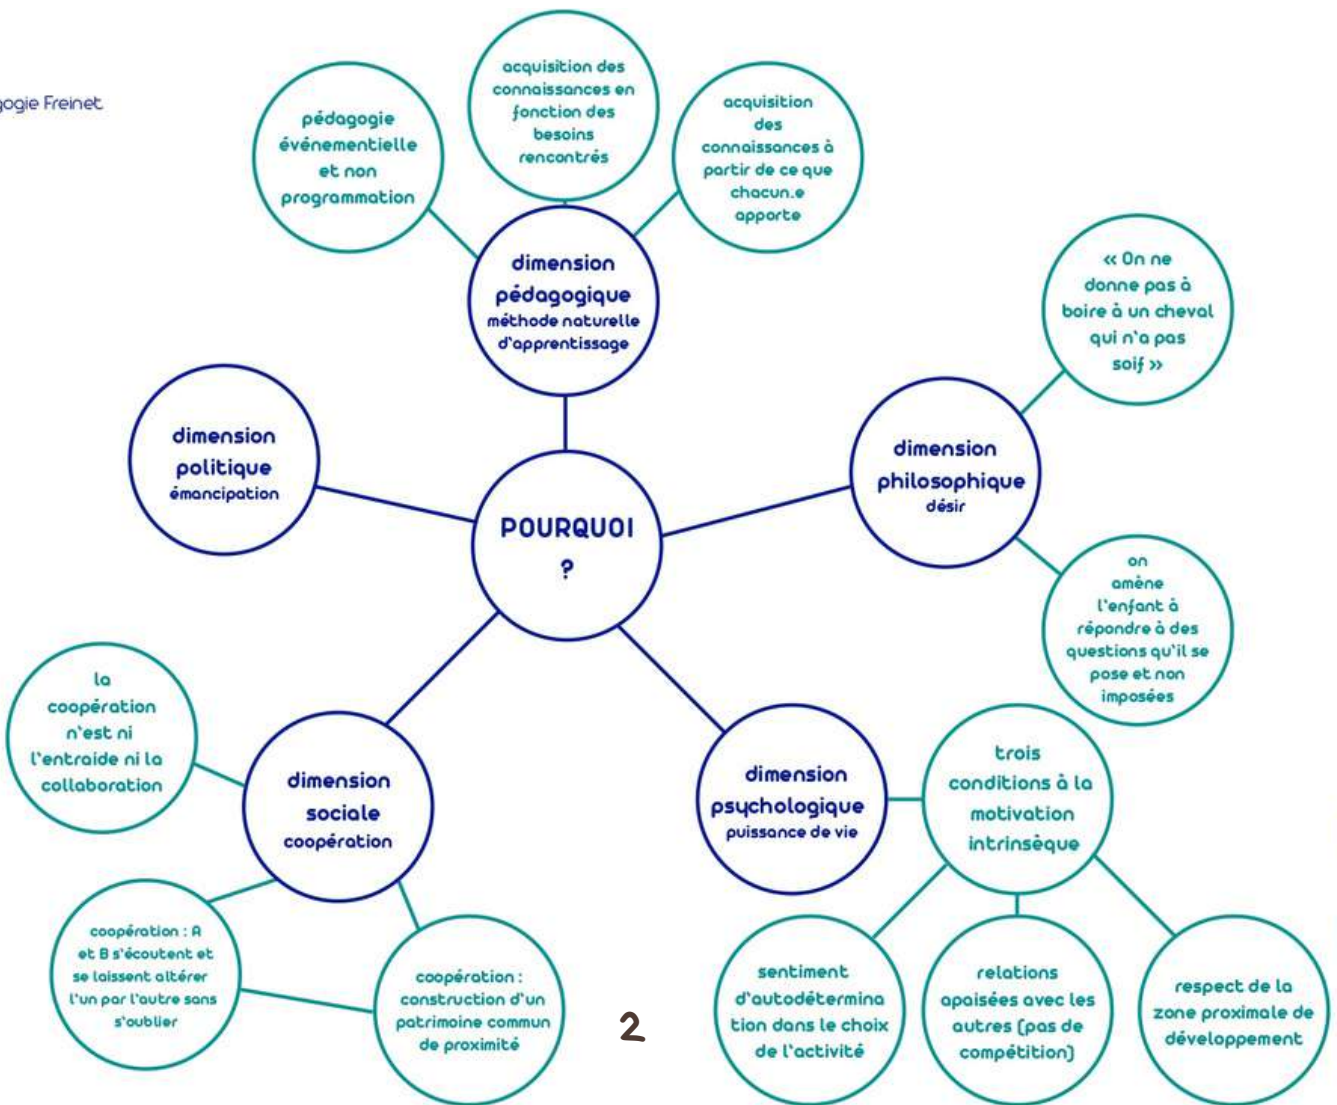 gogie Freinet
acquisition des
connaissances en
fonction des
besoins
rencontrés
pédagogie
événementielle
et non
programmation
acquisition
des
connaissances à
partir de ce que
chacun.e
apporte
dimension
pédagogique
méthode naturelle
d'apprentissage
« On ne
donne pas à
boire à un cheval
qui n'a pas
soif »
dimension
politique
émancipation
dimension
philosophique
désir
POURQUOI
?
on
amène
l'enfant à
répondre à des
questions qu'il se
pose et non
imposées
la
coopération
n'est ni
l'entraide ni la
collaboration
dimension
sociale
coopération
dimension
psychologique
puissance de vie
trois
conditions à la
motivation
intrinsèque
coopération : A
et B s'écoutent et
se laissent altérer
l'un par l'autre sans
s'oublier
coopération :
construction d'un
patrimoine commun
de proximité
2
sentiment
d'autodétermina
tion dans le choix
de l'activité
relations
apaisées avec les
autres (pas de
compétition)
respect de la
zone proximale de
développement